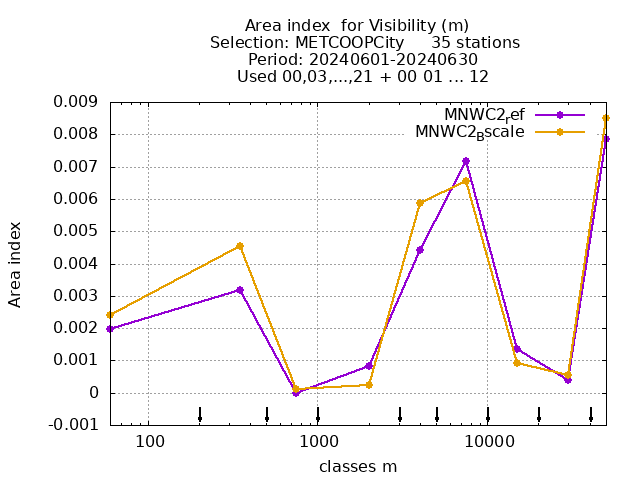 Area index  for Visibility (m)
Selection: METCOOPCity     35 stations
Period: 20240601-20240630
Used 00,03,...,21 + 00 01 ... 12
MNWC2ref
MNWC2Bscale
0.009
0.008
0.007
0.006
0.005
0.004
0.003
0.002
0.001
0
-0.001
Area index
100
1000
10000
classes m